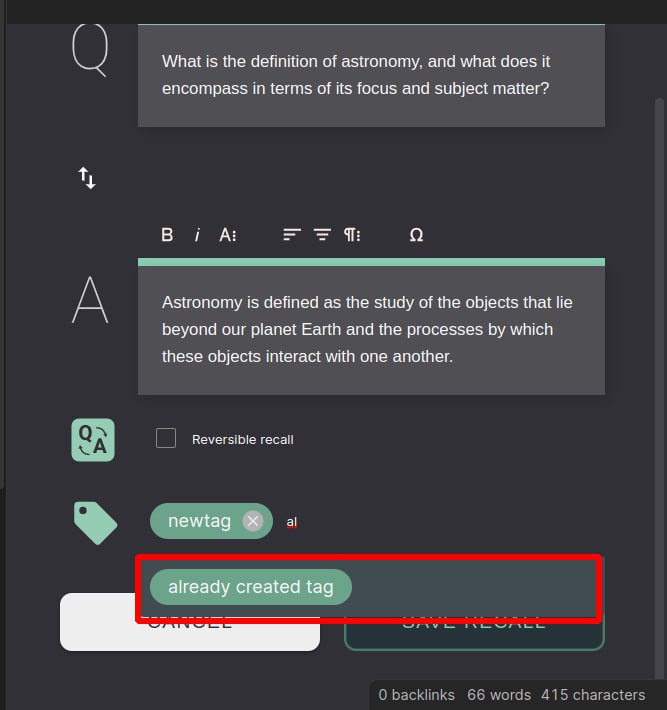 Q
What is the definition of astronomy, and what does it
encompass in terms of its focus and subject matter?
B i A ¶ Ω
A
Astronomy is defined as the study of the objects that lie
beyond our planet Earth and the processes by which
these objects interact with one another.
Q A
Reversible recall
newtag al
already created tag
CANCEL SAVE RECALL
0 backlinks 66 words 415 characters